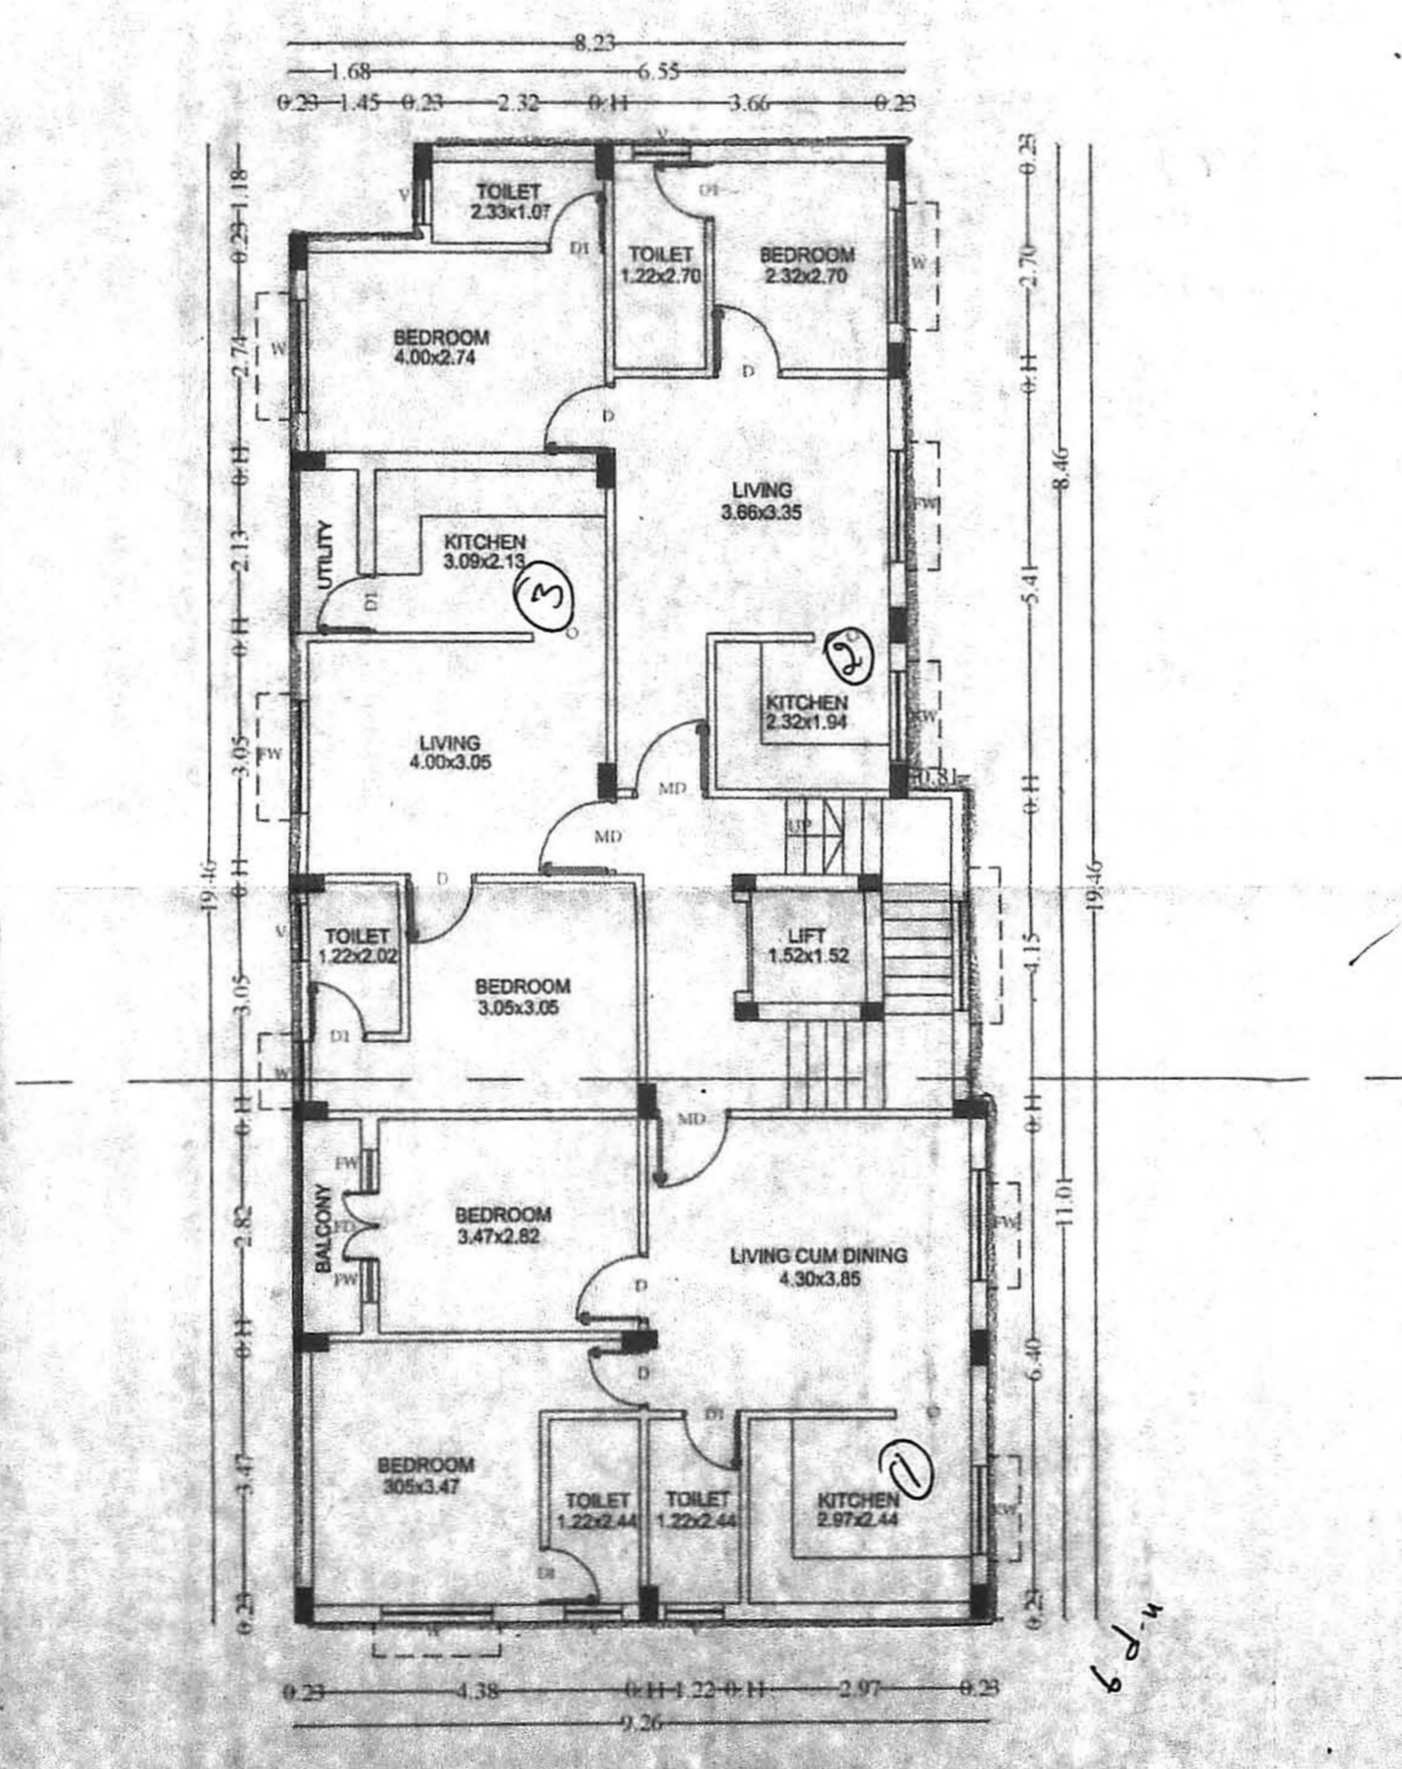 8.23
1.68 6.55
0.23 1.45 0.23 2.32 0.11 3.66 0.23
V
TOILET
2.33x1.07
V
D1
D1
TOILET
1.22x2.70
BEDROOM
2.32x2.70
W
BEDROOM
4.00x2.74
W
D
D
LIVING
3.66x3.35
FW
UTILITY
KITCHEN
3.09x2.13
3
D1
O
2
KITCHEN
2.32x1.94
KW
LIVING
4.00x3.05
FW
MD
MD
0.81
UP
D
V
TOILET
1.22x2.02
LIFT
1.52x1.52
BEDROOM
3.05x3.05
D1
W
MD
FW
BALCONY
FD
FW
BEDROOM
3.47x2.82
D
LIVING CUM DINING
4.30x3.85
FW
D
D1
O
BEDROOM
305x3.47
TOILET
1.22x2.44
TOILET
1.22x2.44
1
KITCHEN
2.97x2.44
KW
D1
0.23 1.18
0.23
2.74
0.11
2.13
0.11
3.05
0.11
3.05
0.11
2.82
0.11
3.47
0.23
19.46
0.23
2.70
0.11
5.41
0.11
4.15
0.11
6.40
0.23
8.46
11.01
19.46
0.23 4.38 0.11 1.22 0.11 2.97 0.23
9.26